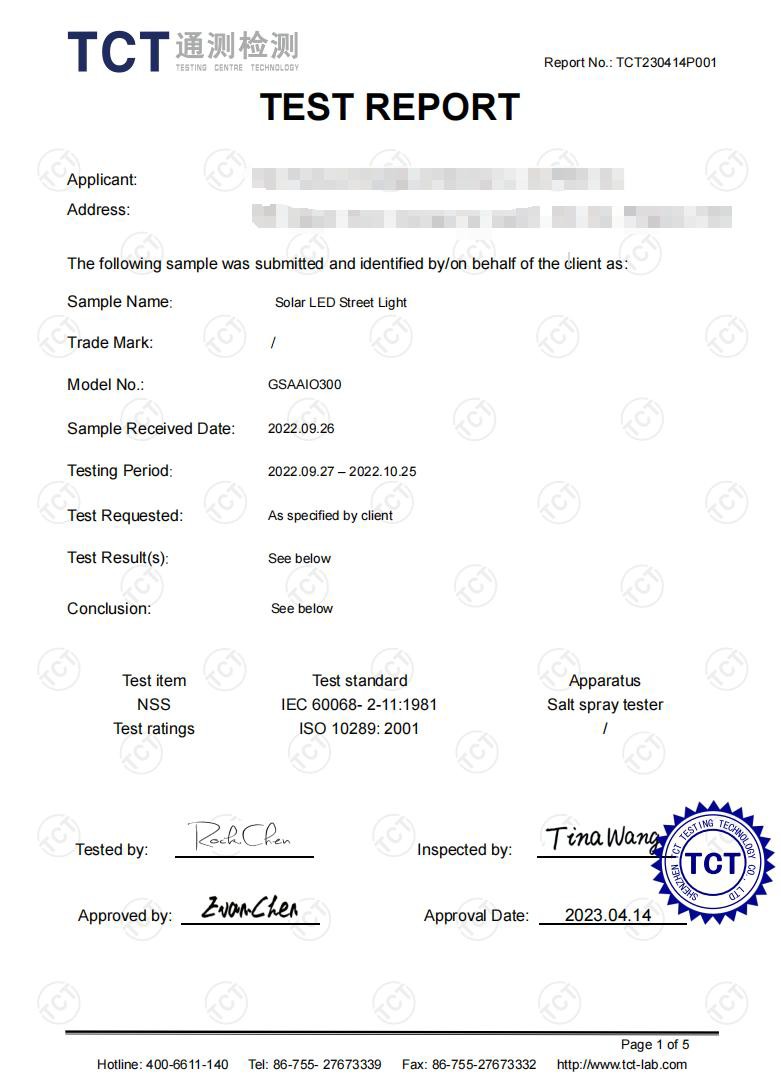 TCT 通测检测
TESTING CENTRE TECHNOLOGY
Report No.: TCT230414P001
TEST REPORT
Applicant:
Address:
The following sample was submitted and identified by/on behalf of the client as:
Sample Name: Solar LED Street Light
Trade Mark: /
Model No.: GSAAIO300
Sample Received Date: 2022.09.26
Testing Period: 2022.09.27 – 2022.10.25
Test Requested: As specified by client
Test Result(s): See below
Conclusion: See below
Test item Test standard Apparatus
NSS IEC 60068- 2-11:1981 Salt spray tester
Test ratings ISO 10289: 2001 /
Tested by: Rock Chen Inspected by: Tina Wang
SHENZHEN TCT TESTING TECHNOLOGY CO., LTD
TCT
Approved by: Evan Chen Approval Date: 2023.04.14
Page 1 of 5
Hotline: 400-6611-140 Tel: 86-755- 27673339 Fax: 86-755-27673332 http://www.tct-lab.com